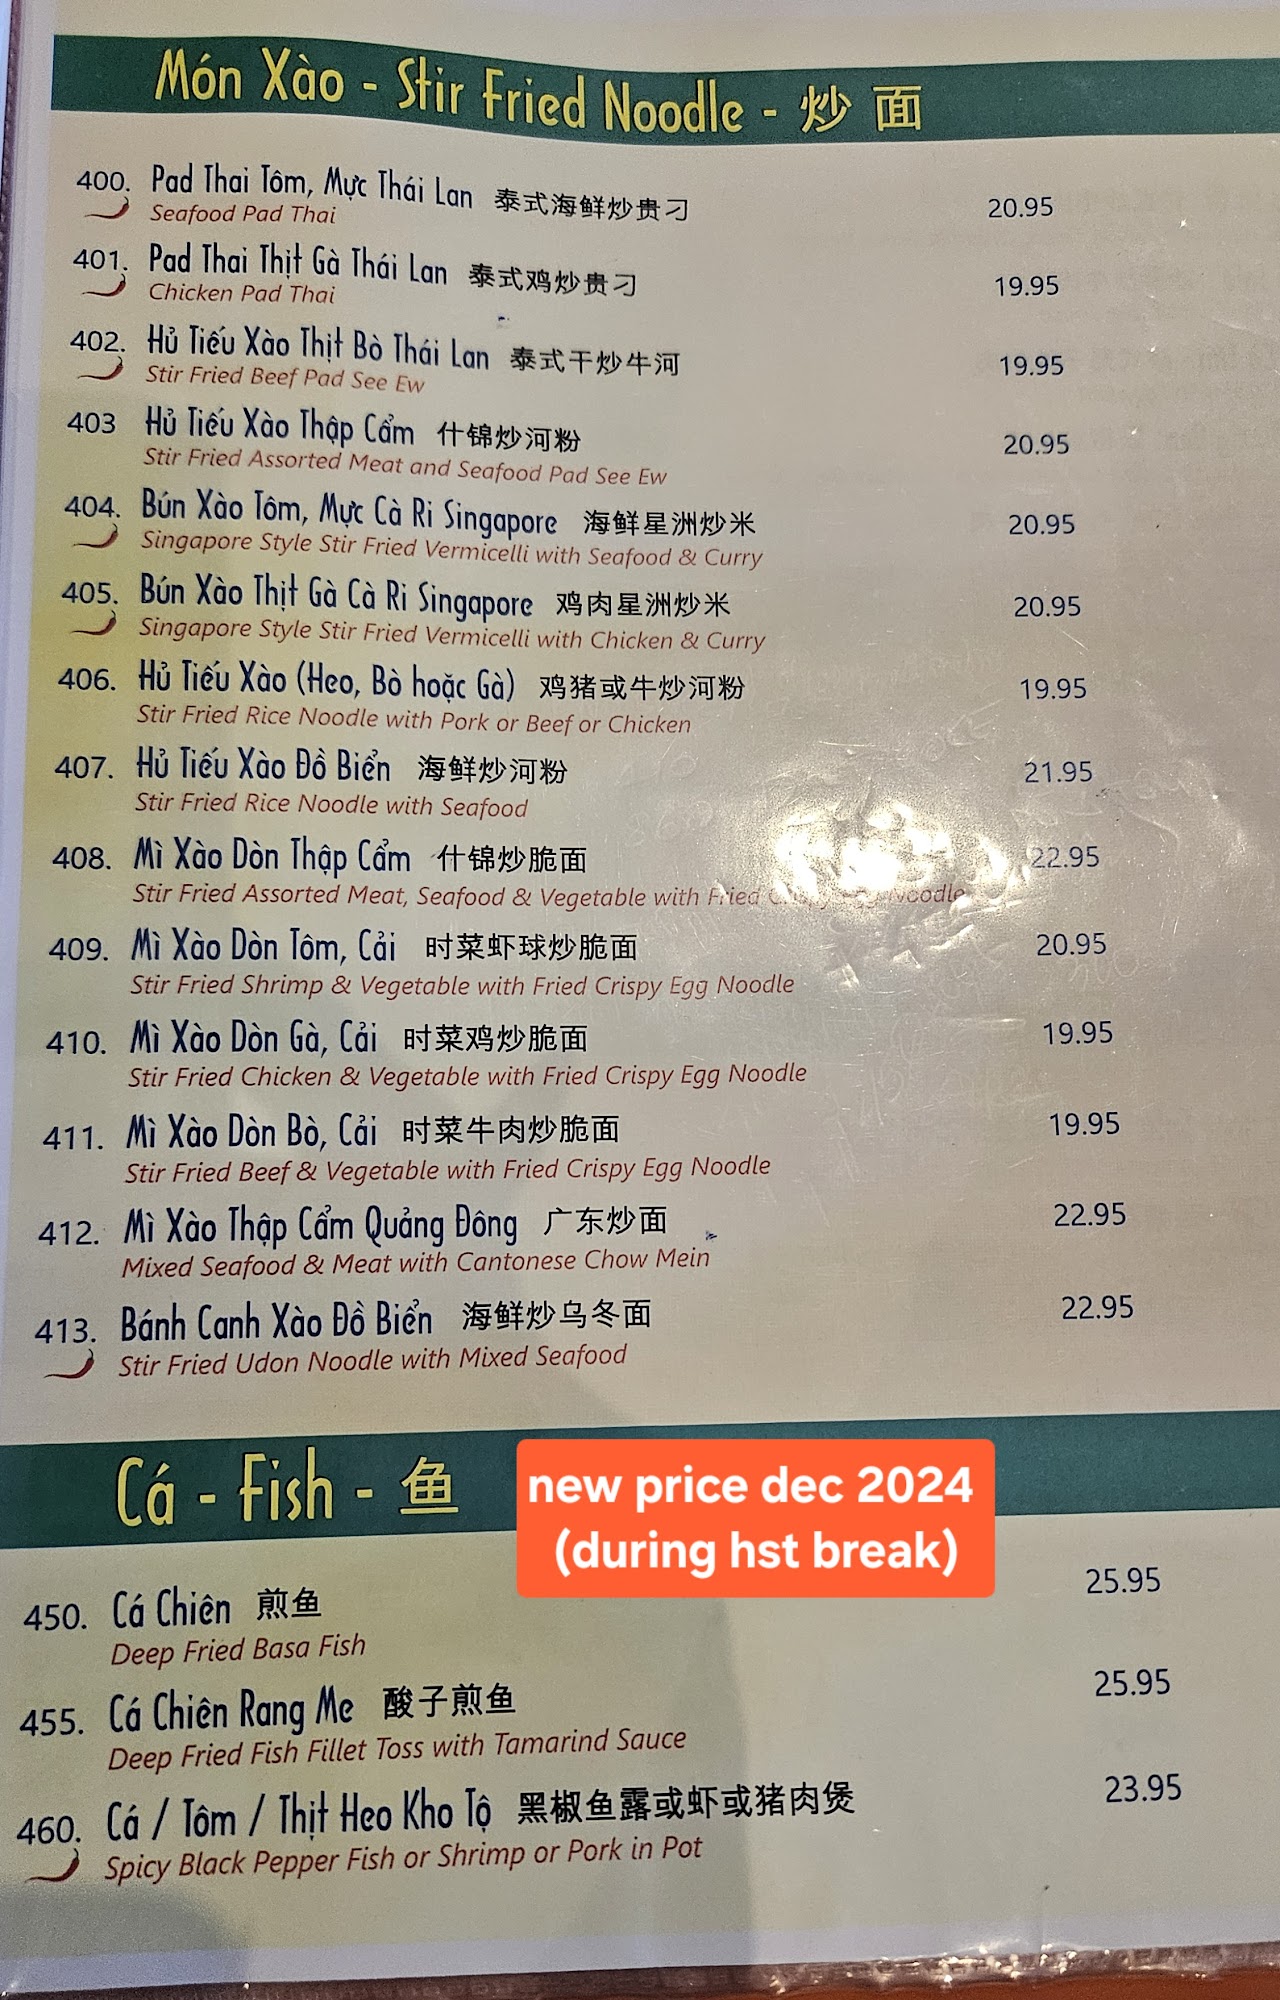 Món Xào - Stir Fried Noodle - 炒 面
400. Pad Thai Tôm, Mực Thái Lan 泰式海鲜炒贵刁 20.95
Seafood Pad Thai
401. Pad Thai Thịt Gà Thái Lan 泰式鸡炒贵刁 19.95
Chicken Pad Thai
402. Hủ Tiếu Xào Thịt Bò Thái Lan 泰式干炒牛河 19.95
Stir Fried Beef Pad See Ew
403 Hủ Tiếu Xào Thập Cẩm 什锦炒河粉 20.95
Stir Fried Assorted Meat and Seafood Pad See Ew
404. Bún Xào Tôm, Mực Cà Ri Singapore 海鲜星洲炒米 20.95
Singapore Style Stir Fried Vermicelli with Seafood & Curry
405. Bún Xào Thịt Gà Cà Ri Singapore 鸡肉星洲炒米 20.95
Singapore Style Stir Fried Vermicelli with Chicken & Curry
406. Hủ Tiếu Xào (Heo, Bò hoặc Gà) 鸡猪或牛炒河粉 19.95
Stir Fried Rice Noodle with Pork or Beef or Chicken
407. Hủ Tiếu Xào Đồ Biển 海鲜炒河粉 21.95
Stir Fried Rice Noodle with Seafood
408. Mì Xào Dòn Thập Cẩm 什锦炒脆面 22.95
Stir Fried Assorted Meat, Seafood & Vegetable with Fried Crispy Egg Noodle
409. Mì Xào Dòn Tôm, Cải 时菜虾球炒脆面 20.95
Stir Fried Shrimp & Vegetable with Fried Crispy Egg Noodle
410. Mì Xào Dòn Gà, Cải 时菜鸡炒脆面 19.95
Stir Fried Chicken & Vegetable with Fried Crispy Egg Noodle
411. Mì Xào Dòn Bò, Cải 时菜牛肉炒脆面 19.95
Stir Fried Beef & Vegetable with Fried Crispy Egg Noodle
412. Mì Xào Thập Cẩm Quảng Đông 广东炒面 22.95
Mixed Seafood & Meat with Cantonese Chow Mein
413. Bánh Canh Xào Đồ Biển 海鲜炒乌冬面 22.95
Stir Fried Udon Noodle with Mixed Seafood
Cá - Fish - 鱼
new price dec 2024
(during hst break)
450. Cá Chiên 煎鱼 25.95
Deep Fried Basa Fish
455. Cá Chiên Rang Me 酸子煎鱼 25.95
Deep Fried Fish Fillet Toss with Tamarind Sauce
460. Cá / Tôm / Thịt Heo Kho Tộ 黑椒鱼露或虾或猪肉煲 23.95
Spicy Black Pepper Fish or Shrimp or Pork in Pot